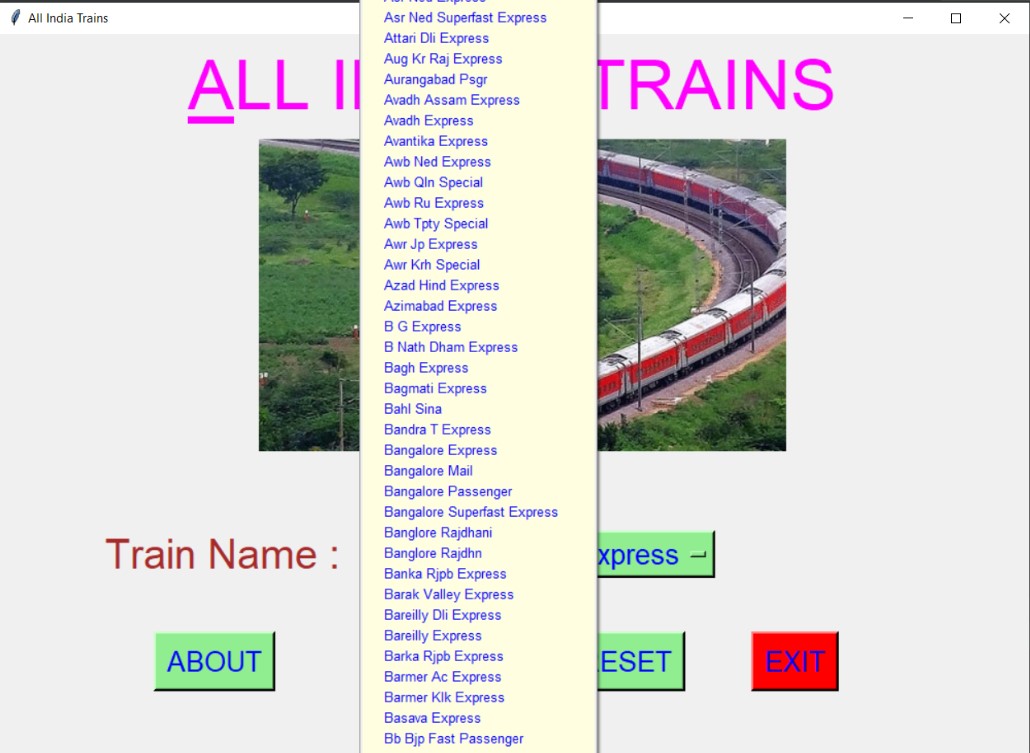 All India Trains
ALL I TRAINS
Asr Ned Superfast Express
Attari Dli Express
Aug Kr Raj Express
Aurangabad Psgr
Avadh Assam Express
Avadh Express
Avantika Express
Awb Ned Express
Awb Qln Special
Awb Ru Express
Awb Tpty Special
Awr Jp Express
Awr Krh Special
Azad Hind Express
Azimabad Express
B G Express
B Nath Dham Express
Bagh Express
Bagmati Express
Bahl Sina
Bandra T Express
Bangalore Express
Bangalore Mail
Bangalore Passenger
Bangalore Superfast Express
Banglore Rajdhani
Banglore Rajdhn
Banka Rjpb Express
Barak Valley Express
Bareilly Dli Express
Bareilly Express
Barka Rjpb Express
Barmer Ac Express
Barmer Klk Express
Basava Express
Bb Bjp Fast Passenger
Train Name : xpress
ABOUT ESET EXIT